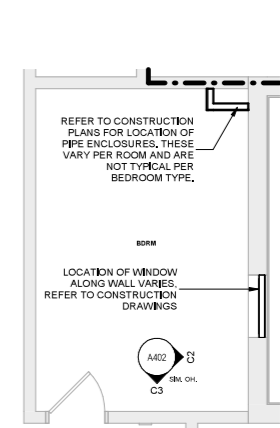 REFER TO CONSTRUCTION
PLANS FOR LOCATION OF
PIPE ENCLOSURES. THESE
VARY PER ROOM AND ARE
NOT TYPICAL PER
BEDROOM TYPE.
BDRM
LOCATION OF WINDOW
ALONG WALL VARIES,
REFER TO CONSTRUCTION
DRAWINGS
A402
C2
SIM. OH.
C3